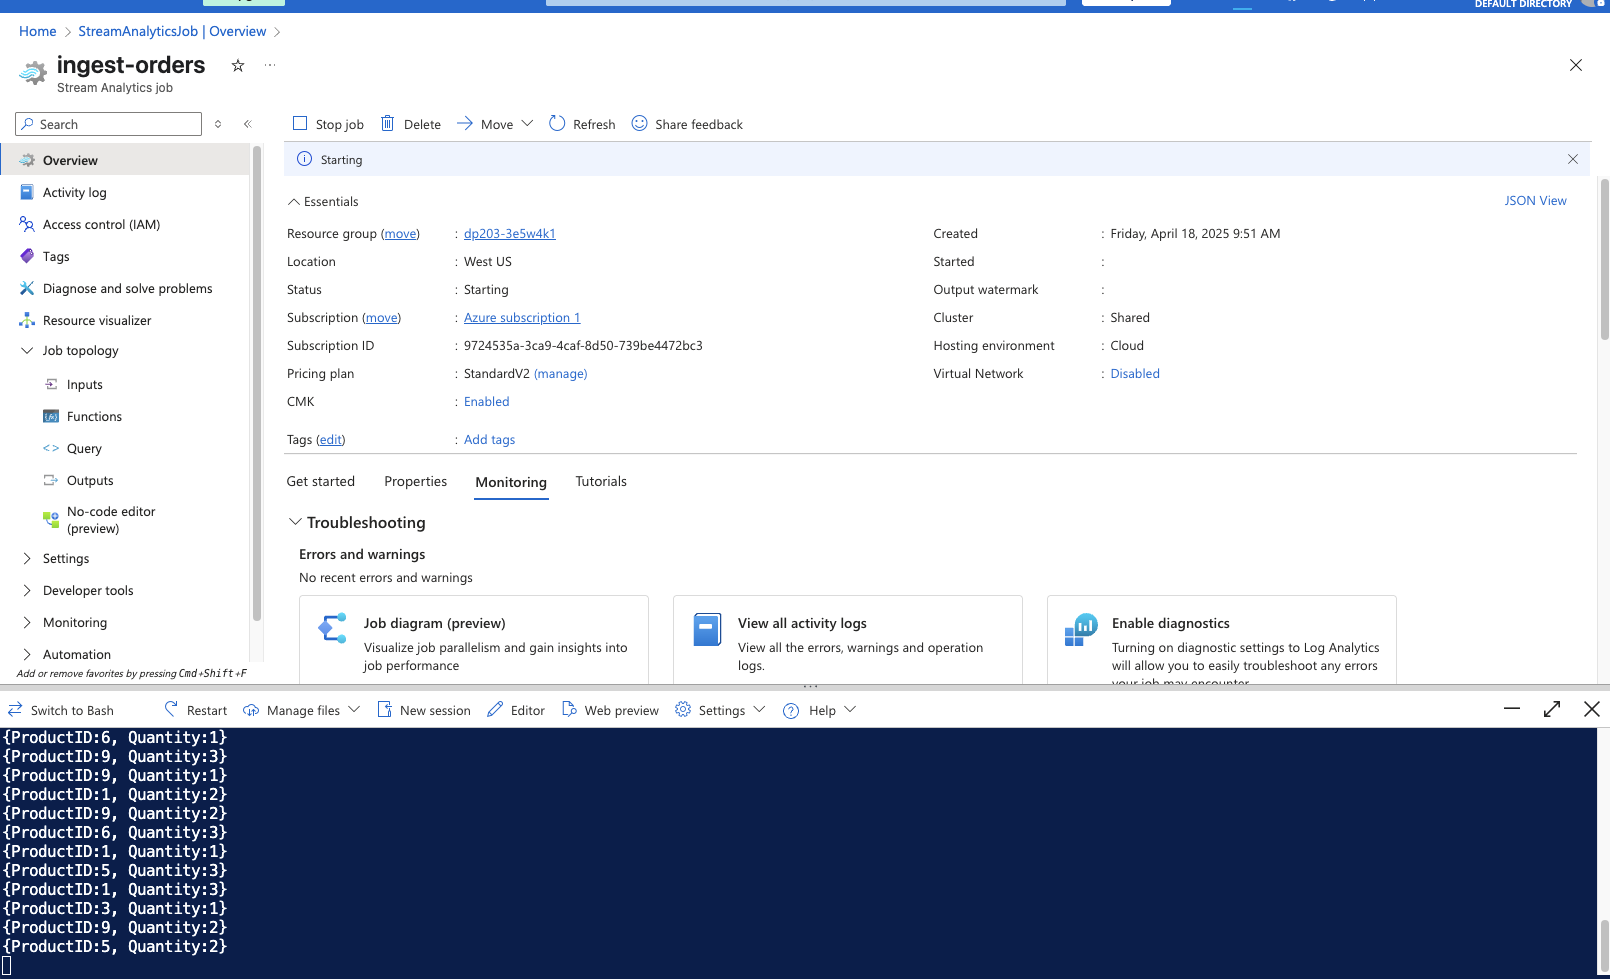 DEFAULT DIRECTORY
Home > StreamAnalyticsJob | Overview >
ingest-orders
Stream Analytics job
Search
Overview
Activity log
Access control (IAM)
Tags
Diagnose and solve problems
Resource visualizer
Job topology
Inputs
Functions
Query
Outputs
No-code editor
(preview)
Settings
Developer tools
Monitoring
Automation
Add or remove favorites by pressing Cmd+Shift+F
Stop job Delete Move Refresh Share feedback
Starting
Essentials
JSON View
Resource group (move) : dp203-3e5w4k1
Location : West US
Status : Starting
Subscription (move) : Azure subscription 1
Subscription ID : 9724535a-3ca9-4caf-8d50-739be4472bc3
Pricing plan : StandardV2 (manage)
CMK : Enabled
Created : Friday, April 18, 2025 9:51 AM
Started :
Output watermark :
Cluster : Shared
Hosting environment : Cloud
Virtual Network : Disabled
Tags (edit) : Add tags
Get started Properties Monitoring Tutorials
Troubleshooting
Errors and warnings
No recent errors and warnings
Job diagram (preview)
Visualize job parallelism and gain insights into
job performance
View all activity logs
View all the errors, warnings and operation
logs.
Enable diagnostics
Turning on diagnostic settings to Log Analytics
will allow you to easily troubleshoot any errors
your job may encounter
Switch to Bash Restart Manage files New session Editor Web preview Settings Help
{ProductID:6, Quantity:1}
{ProductID:9, Quantity:3}
{ProductID:9, Quantity:1}
{ProductID:1, Quantity:2}
{ProductID:9, Quantity:2}
{ProductID:6, Quantity:3}
{ProductID:1, Quantity:1}
{ProductID:5, Quantity:3}
{ProductID:1, Quantity:3}
{ProductID:3, Quantity:1}
{ProductID:9, Quantity:2}
{ProductID:5, Quantity:2}